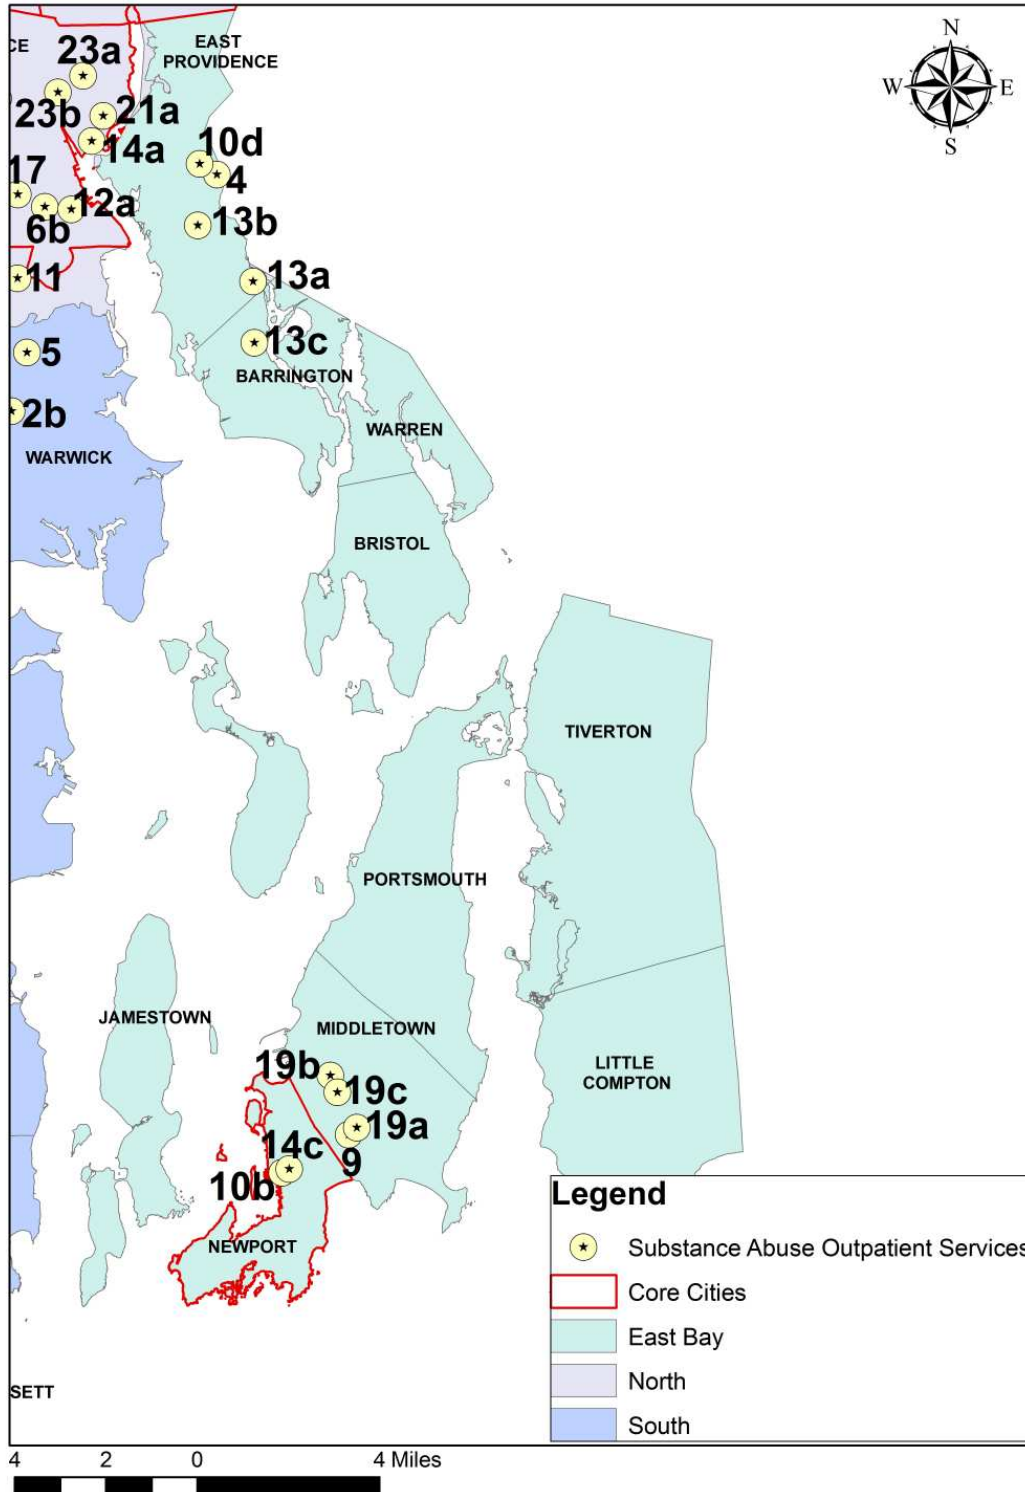 N
W
E
S
CE
EAST
PROVIDENCE
23a
23b
21a
14a
10d
4
17
12a
6b
13b
11
13a
5
13c
BARRINGTON
2b
WARREN
WARWICK
BRISTOL
TIVERTON
PORTSMOUTH
JAMESTOWN
MIDDLETOWN
19b
19c
LITTLE
COMPTON
19a
14c
9
10b
NEWPORT
SETT
Legend
Substance Abuse Outpatient Services
Core Cities
East Bay
North
South
4 2 0 4 Miles